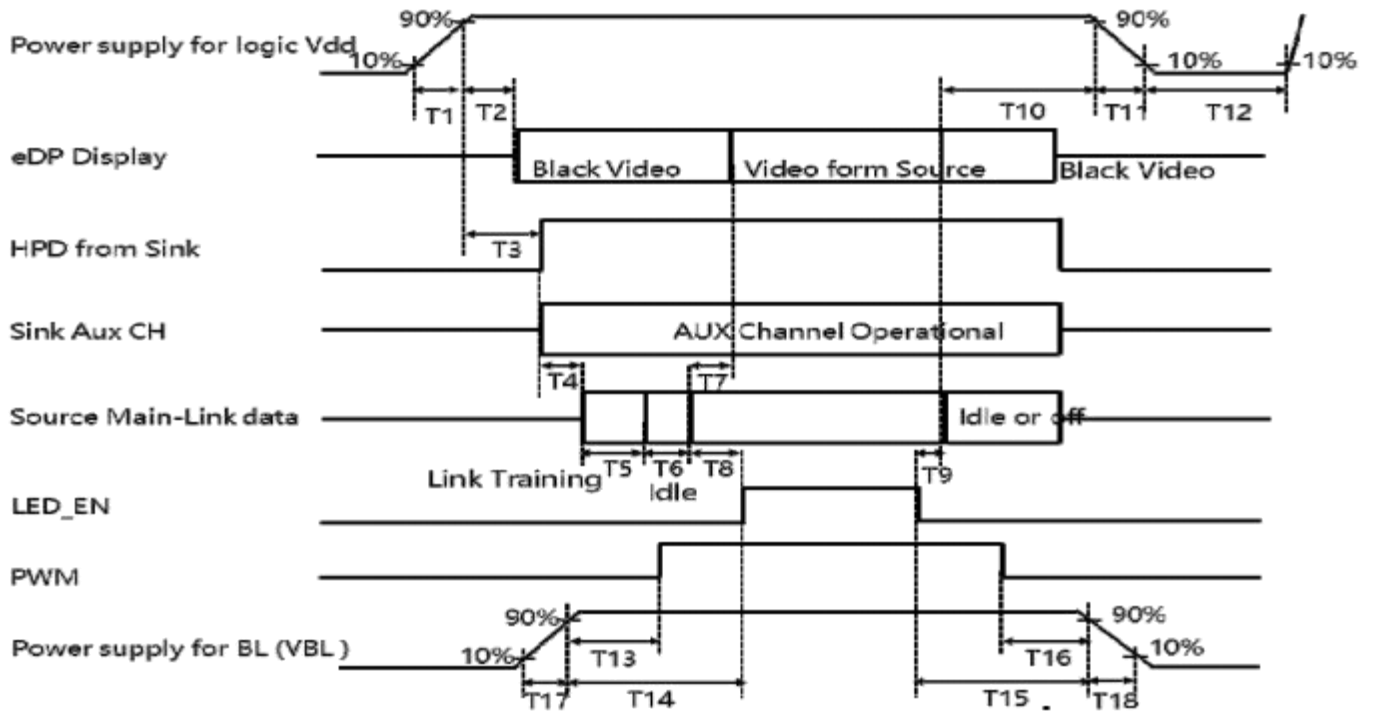 90%
90%
Power supply for logic Vdd
10%
10%
10%
T1
T2
T10
T11
T12
eDP Display
Black Video
Video form Source
Black Video
HPD from Sink
T3
Sink Aux CH
AUX Channel Operational
T4
T7
Source Main-Link data
Idle or off
Link Training
T5
T6
T8
T9
Idle
LED_EN
PWM
90%
90%
Power supply for BL (VBL )
10%
T13
T16
10%
T17
T14
T15
T18